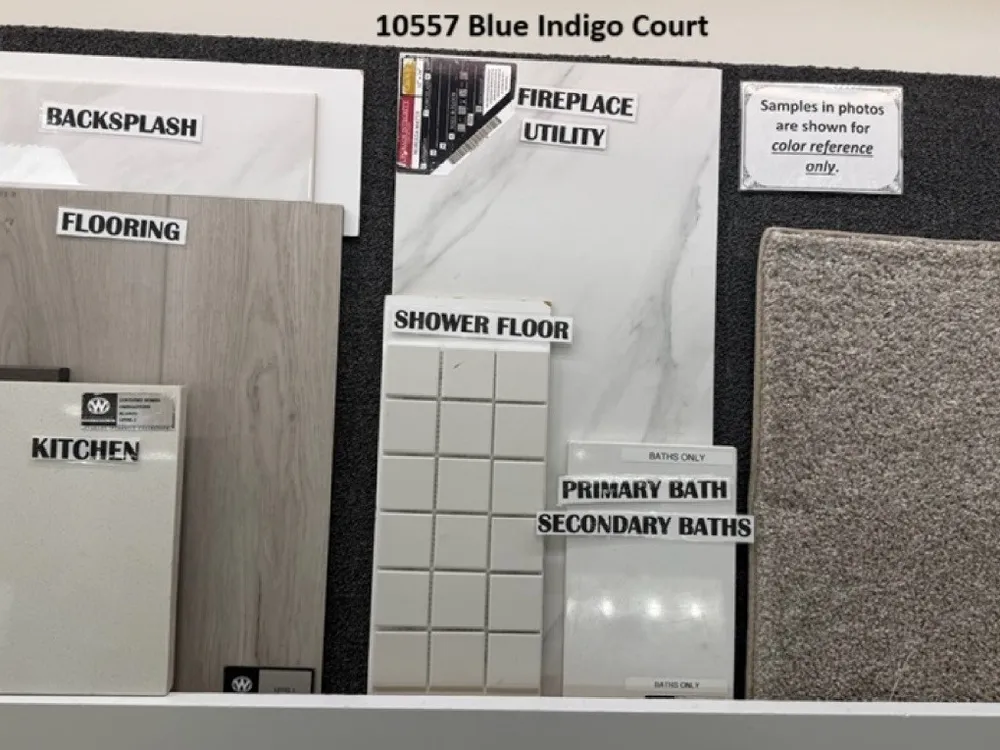 10557 Blue Indigo Court
BACKSPLASH
FIREPLACE
UTILITY
Samples in photos
are shown for
color reference
only.
FLOORING
SHOWER FLOOR
KITCHEN
BATHS ONLY
PRIMARY BATH
SECONDARY BATHS
BATHS ONLY